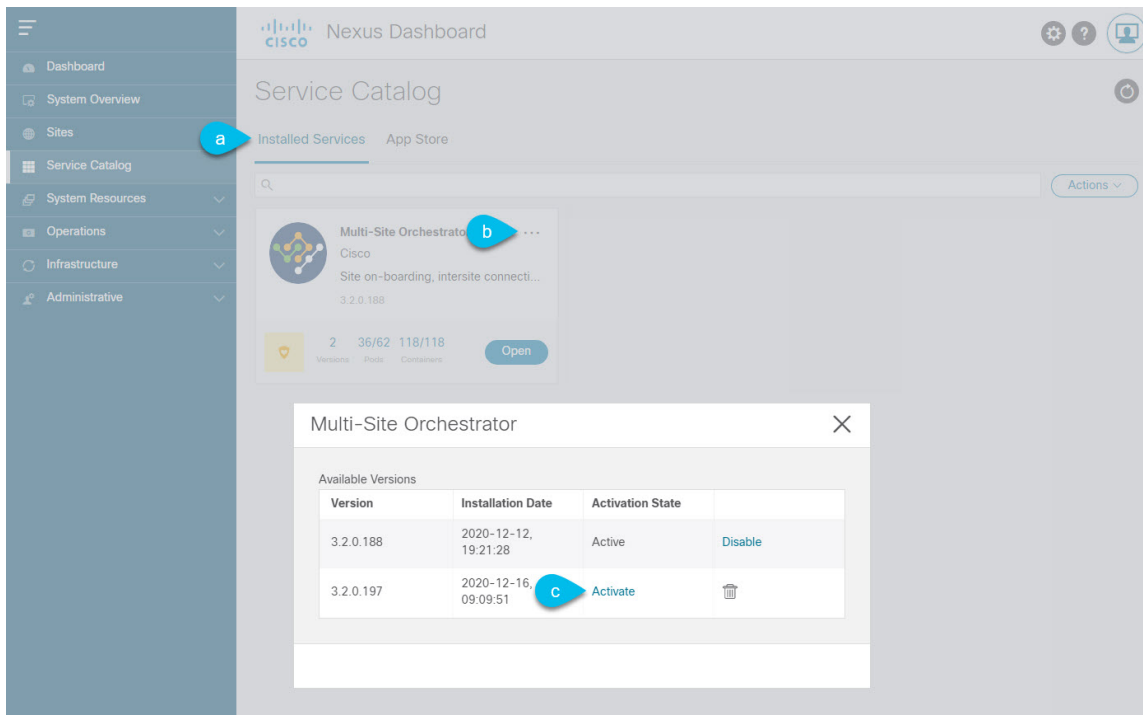 CISCO Nexus Dashboard
?
Dashboard
System Overview
Sites
Service Catalog
System Resources
Operations
Infrastructure
Administrative
Service Catalog
a
Installed Services App Store
Actions
Multi-Site Orchestrator
b
...
Cisco
Site on-boarding, intersite connecti...
3.2.0.188
2 36/62 118/118
Versions Pods Containers
Open
Multi-Site Orchestrator
Available Versions
Version Installation Date Activation State
3.2.0.188 2020-12-12, 19:21:28 Active Disable
3.2.0.197 2020-12-16, 09:09:51 c Activate